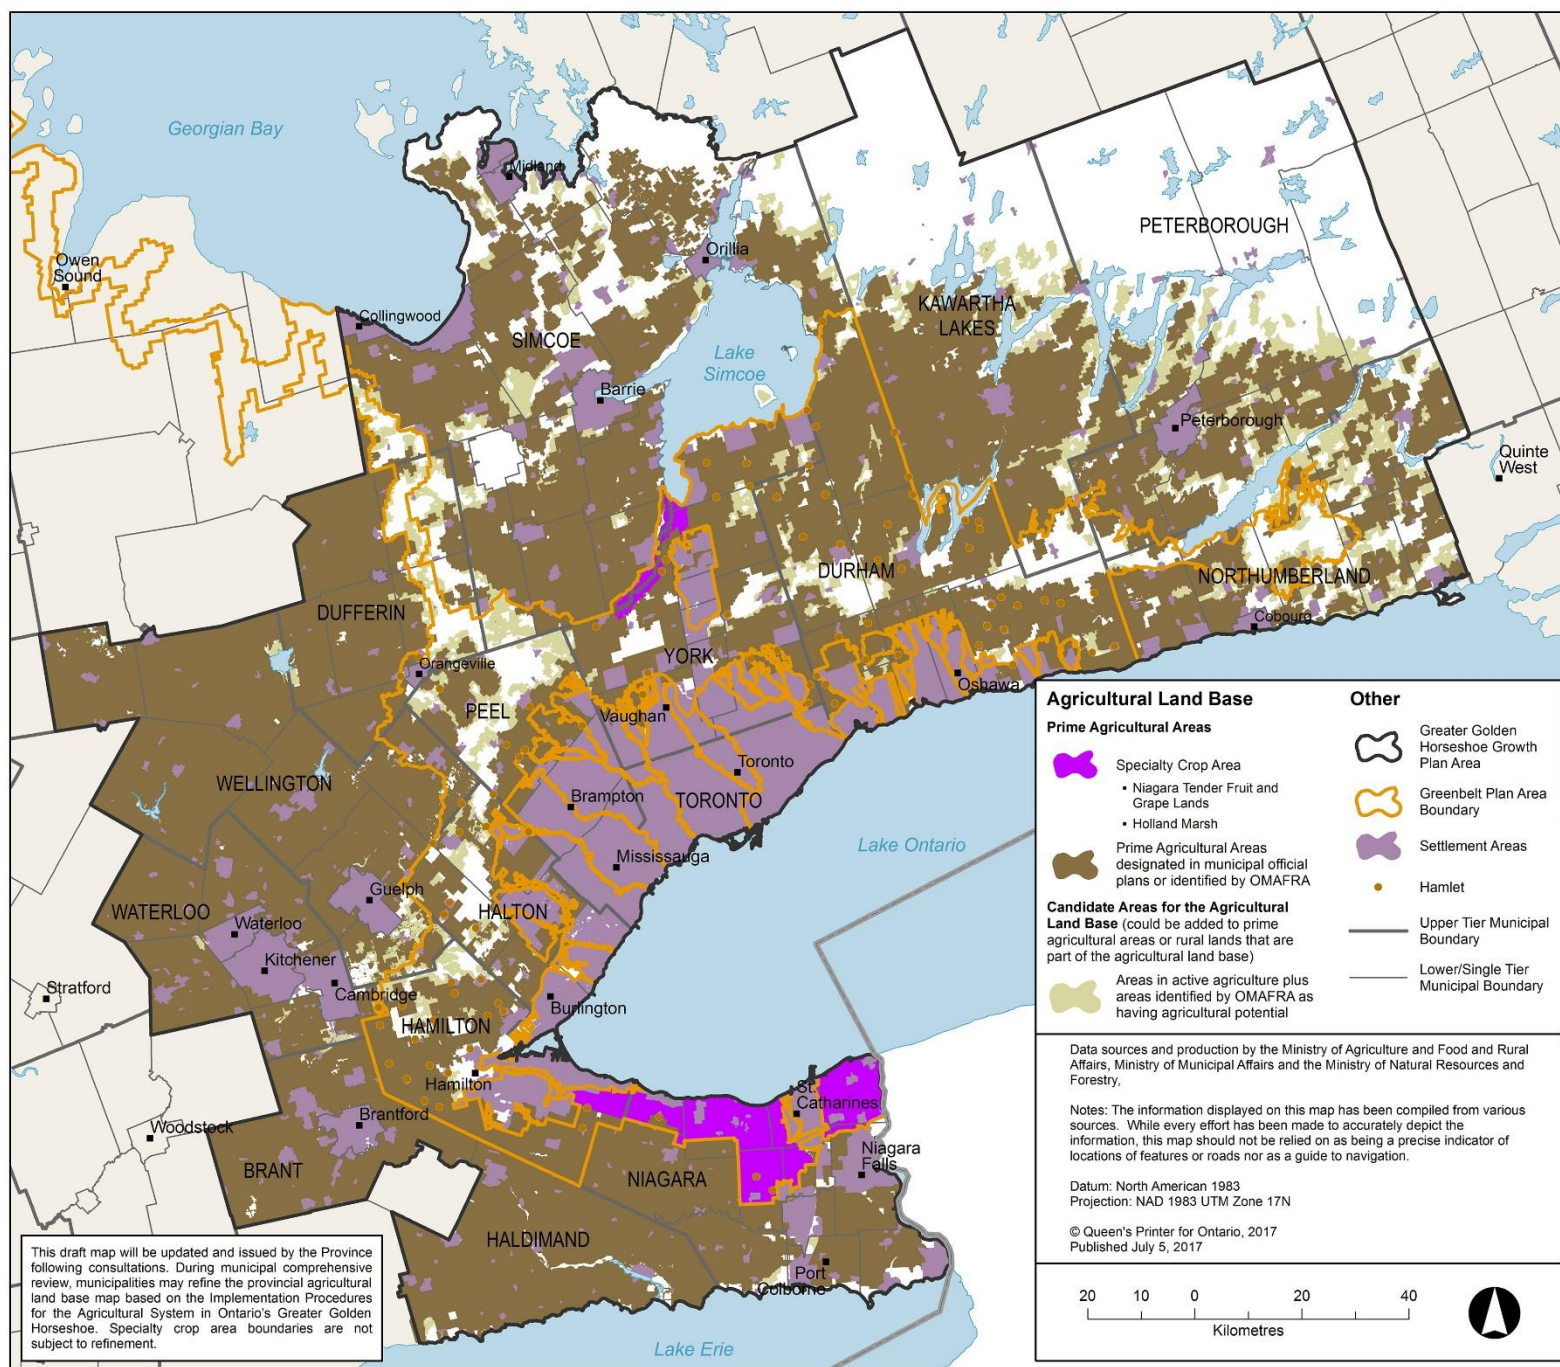 Georgian Bay
Midland
Owen
Sound
Orillia
PETERBOROUGH
Collingwood
KAWARTHA
LAKES
SIMCOE
Lake
Simcoe
Barrie
Peterborough
Quinte
West
DURHAM
NORTHUMBERLAND
DUFFERIN
Cobourg
YORK
Orangeville
Oshawa
PEEL
Vaughan
Toronto
WELLINGTON
Brampton
TORONTO
Lake Ontario
Mississauga
Guelph
HALTON
WATERLOO
Waterloo
Kitchener
Stratford
Cambridge
Burlington
HAMILTON
Hamilton
St.
Catharines
Brantford
Woodstock
Niagara
Falls
BRANT
NIAGARA
HALDIMAND
Port
Colborne
Lake Erie
Agricultural Land Base
Prime Agricultural Areas
Specialty Crop Area
▪ Niagara Tender Fruit and
Grape Lands
▪ Holland Marsh
Prime Agricultural Areas
designated in municipal official
plans or identified by OMAFRA
Candidate Areas for the Agricultural
Land Base (could be added to prime
agricultural areas or rural lands that are
part of the agricultural land base)
Areas in active agriculture plus
areas identified by OMAFRA as
having agricultural potential
Other
Greater Golden
Horseshoe Growth
Plan Area
Greenbelt Plan Area
Boundary
Settlement Areas
Hamlet
Upper Tier Municipal
Boundary
Lower/Single Tier
Municipal Boundary
Data sources and production by the Ministry of Agriculture and Food and Rural
Affairs, Ministry of Municipal Affairs and the Ministry of Natural Resources and
Forestry,
Notes: The information displayed on this map has been compiled from various
sources. While every effort has been made to accurately depict the
information, this map should not be relied on as being a precise indicator of
locations of features or roads nor as a guide to navigation.
Datum: North American 1983
Projection: NAD 1983 UTM Zone 17N
© Queen's Printer for Ontario, 2017
Published July 5, 2017
20 10 0 20 40
Kilometres
This draft map will be updated and issued by the Province
following consultations. During municipal comprehensive
review, municipalities may refine the provincial agricultural
land base map based on the Implementation Procedures
for the Agricultural System in Ontario's Greater Golden
Horseshoe. Specialty crop area boundaries are not
subject to refinement.